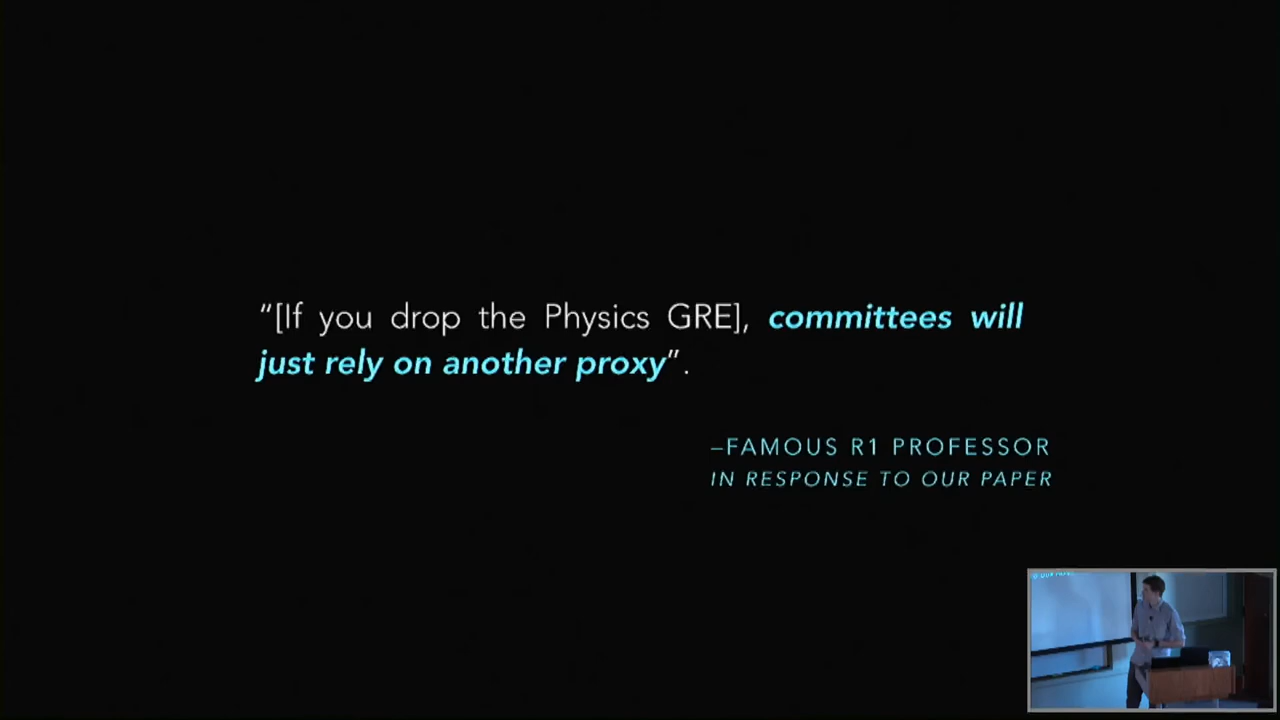 “[If you drop the Physics GRE], committees will
just rely on another proxy”.
–FAMOUS R1 PROFESSOR
IN RESPONSE TO OUR PAPER